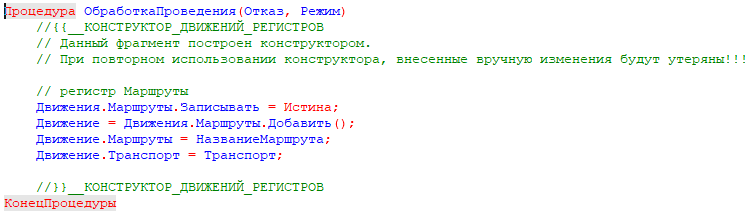 Процедура ОбработкаПроведения(Отказ, Режим)
//{{__КОНСТРУКТОР_ДВИЖЕНИЙ_РЕГИСТРОВ
// Данный фрагмент построен конструктором.
// При повторном использовании конструктора, внесенные вручную изменения будут утеряны!!!
// регистр Маршруты
Движения.Маршруты.Записывать = Истина;
Движение = Движения.Маршруты.Добавить();
Движение.Маршруты = НазваниеМаршрута;
Движение.Транспорт = Транспорт;
//}}__КОНСТРУКТОР_ДВИЖЕНИЙ_РЕГИСТРОВ
КонецПроцедуры